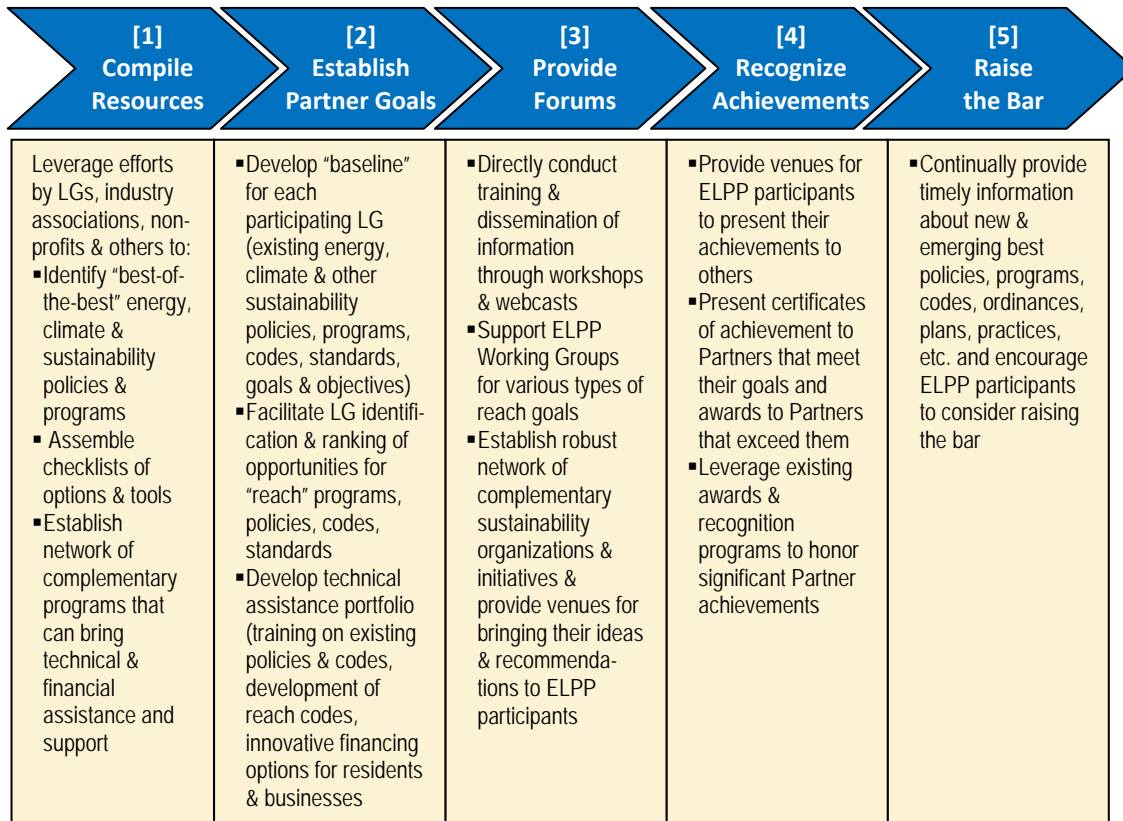 [1]
Compile
Resources
[2]
Establish
Partner Goals
[3]
Provide
Forums
[4]
Recognize
Achievements
[5]
Raise
the Bar
Leverage efforts
by LGs, industry
associations, non-
profits & others to:
▪Identify “best-of-
the-best” energy,
climate &
sustainability
policies &
programs
▪ Assemble
checklists of
options & tools
▪Establish
network of
complementary
programs that
can bring
technical &
financial
assistance and
support
▪Develop “baseline”
for each
participating LG
(existing energy,
climate & other
sustainability
policies, programs,
codes, standards,
goals & objectives)
▪Facilitate LG identifi-
cation & ranking of
opportunities for
“reach” programs,
policies, codes,
standards
▪Develop technical
assistance portfolio
(training on existing
policies & codes,
development of
reach codes,
innovative financing
options for residents
& businesses
▪Directly conduct
training &
dissemination of
information
through workshops
& webcasts
▪Support ELPP
Working Groups
for various types of
reach goals
▪Establish robust
network of
complementary
sustainability
organizations &
initiatives &
provide venues for
bringing their ideas
& recommenda-
tions to ELPP
participants
▪Provide venues for
ELPP participants
to present their
achievements to
others
▪Present certificates
of achievement to
Partners that meet
their goals and
awards to Partners
that exceed them
▪Leverage existing
awards &
recognition
programs to honor
significant Partner
achievements
▪Continually provide
timely information
about new &
emerging best
policies, programs,
codes, ordinances,
plans, practices,
etc. and encourage
ELPP participants
to consider raising
the bar